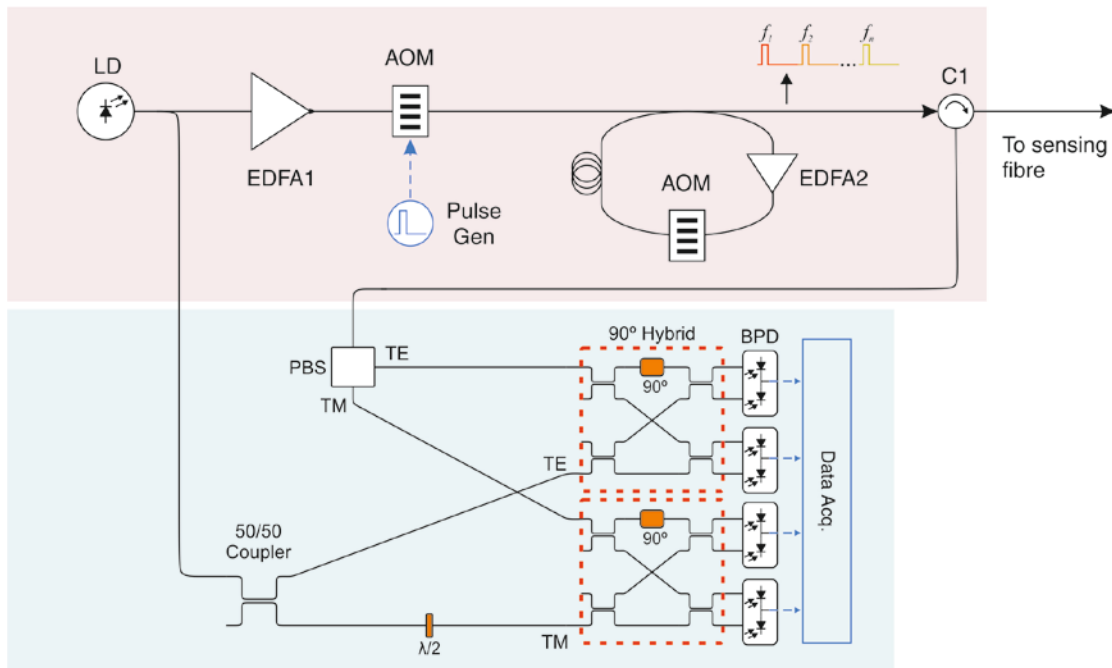 LD
EDFA1
AOM
Pulse
Gen
f1 f2 ... fn
AOM
EDFA2
C1
To sensing
fibre
PBS
TE
TM
90º Hybrid
90º
BPD
TE
90º
50/50
Coupler
λ/2
TM
Data Acq.